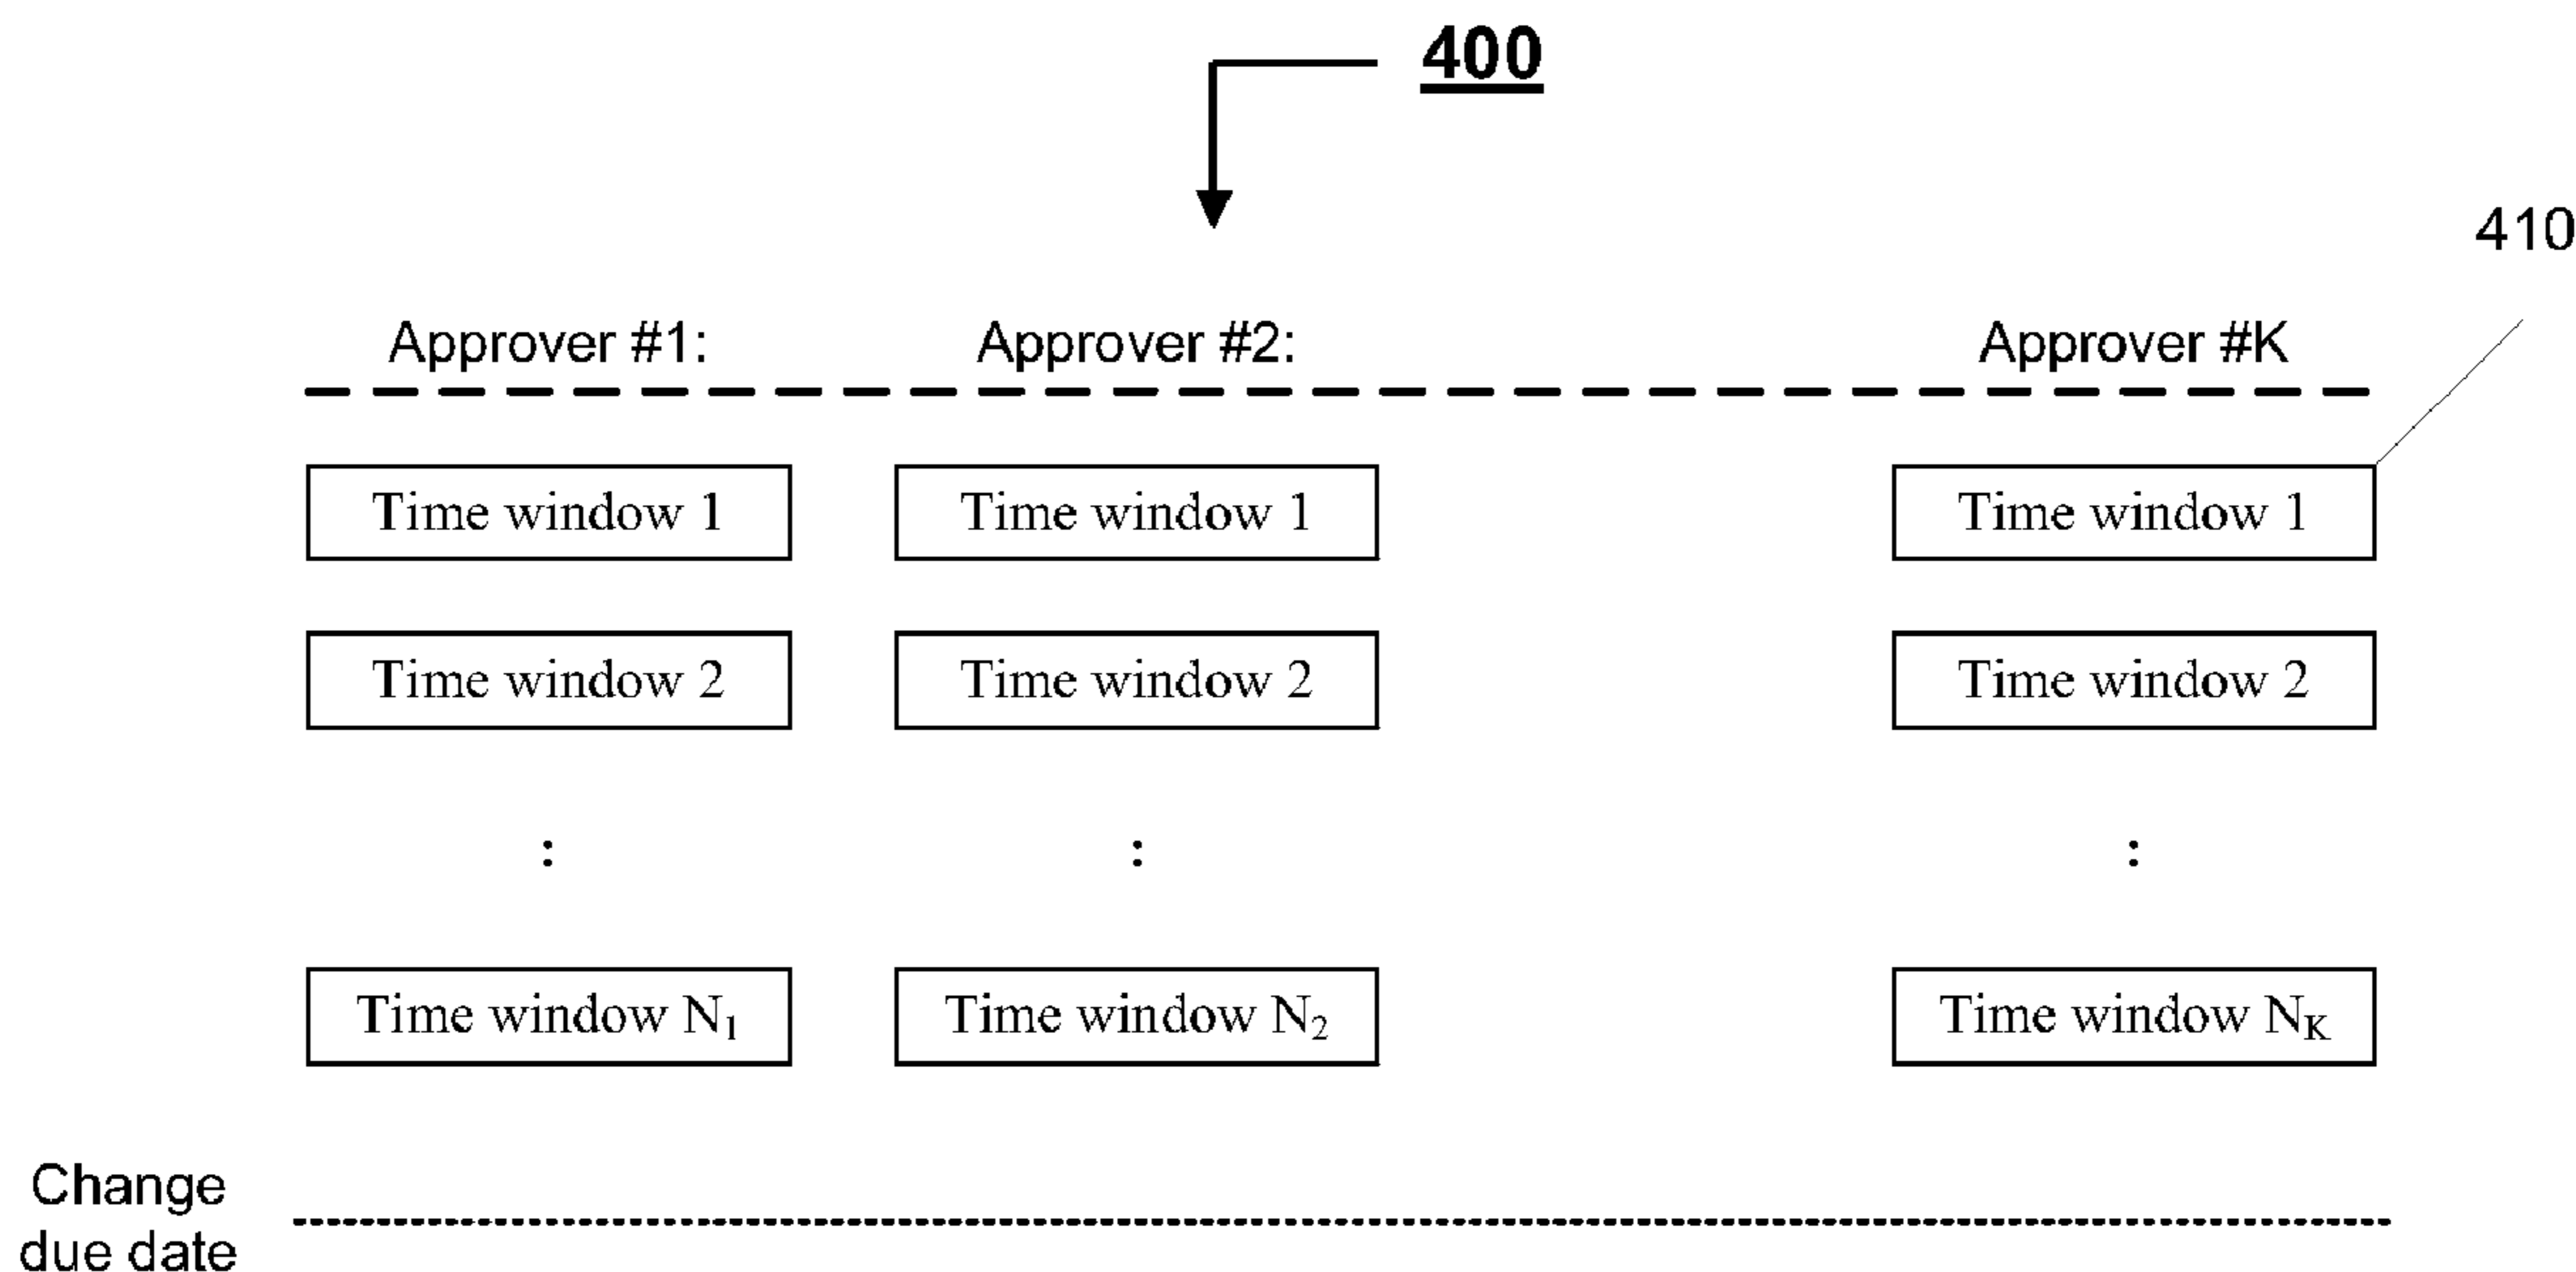 400
410
Approver #1: Approver #2: Approver #K
Time window 1 Time window 1 Time window 1
Time window 2 Time window 2 Time window 2
: : :
Time window N₁ Time window N₂ Time window N_K
Change
due date